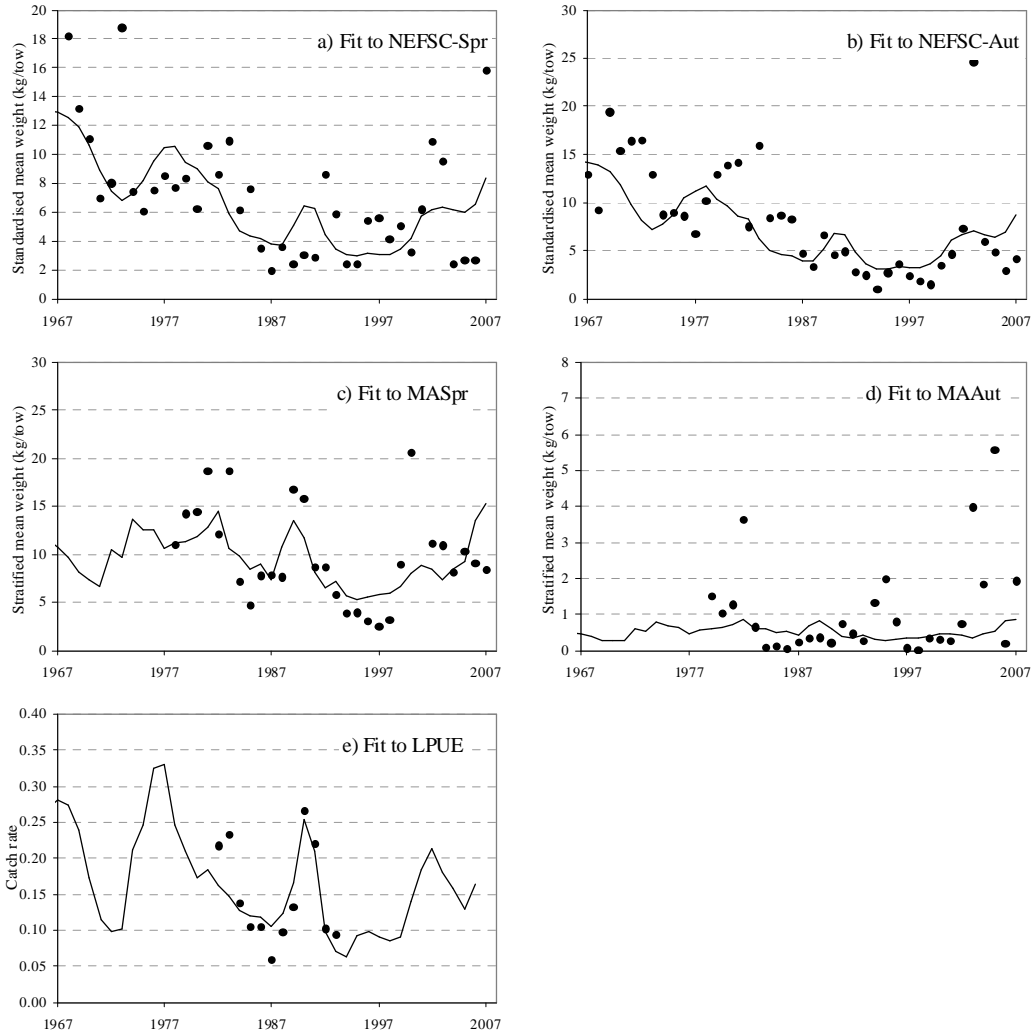 a) Fit to NEFSC-Spr
Standardised mean weight (kg/tow)
20
18
16
14
12
10
8
6
4
2
0
1967 1977 1987 1997 2007
b) Fit to NEFSC-Aut
Standardised mean weight (kg/tow)
30
25
20
15
10
5
0
1967 1977 1987 1997 2007
c) Fit to MASpr
Stratified mean weight (kg/tow)
30
25
20
15
10
5
0
1967 1977 1987 1997 2007
d) Fit to MAAut
Stratified mean weight (kg/tow)
8
7
6
5
4
3
2
1
0
1967 1977 1987 1997 2007
e) Fit to LPUE
Catch rate
0.40
0.35
0.30
0.25
0.20
0.15
0.10
0.05
0.00
1967 1977 1987 1997 2007